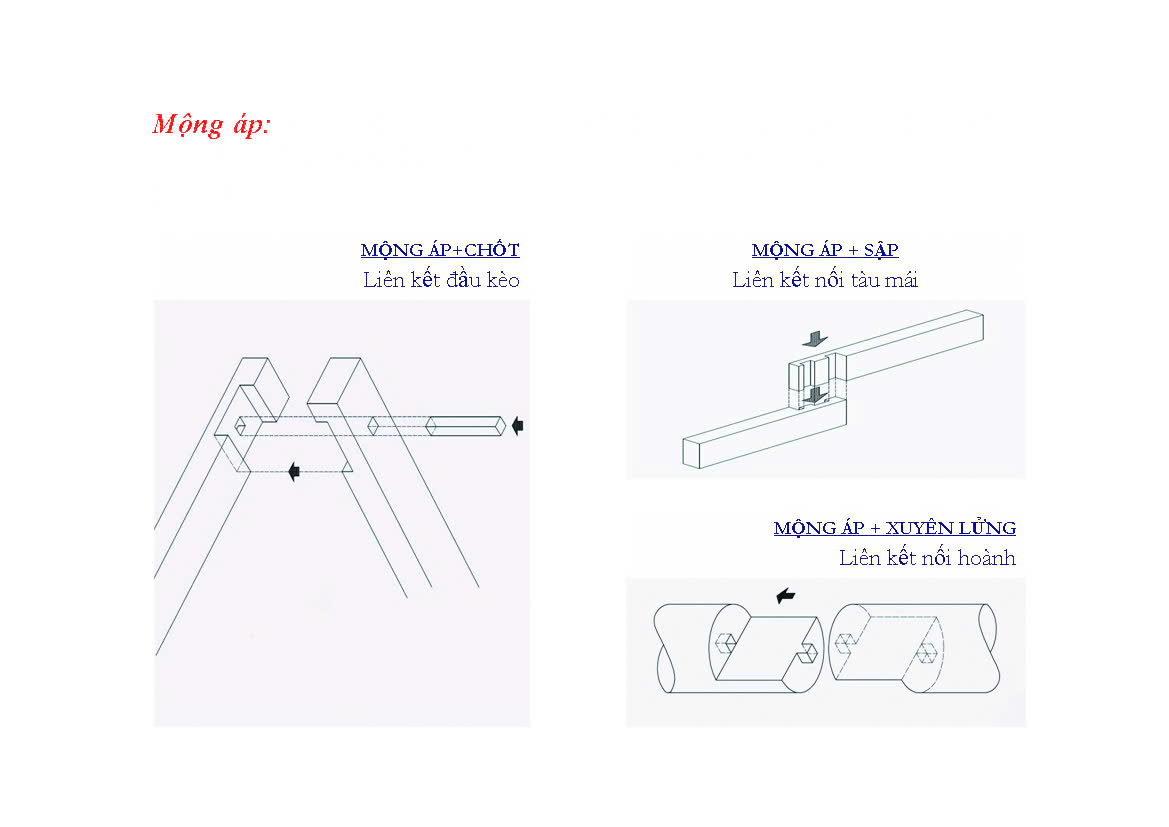 Mộng áp:
MỘNG ÁP+CHỐT
Liên kết đầu kèo
MỘNG ÁP + SẬP
Liên kết nối tàu mái
MỘNG ÁP + XUYÊN LỬNG
Liên kết nối hoành